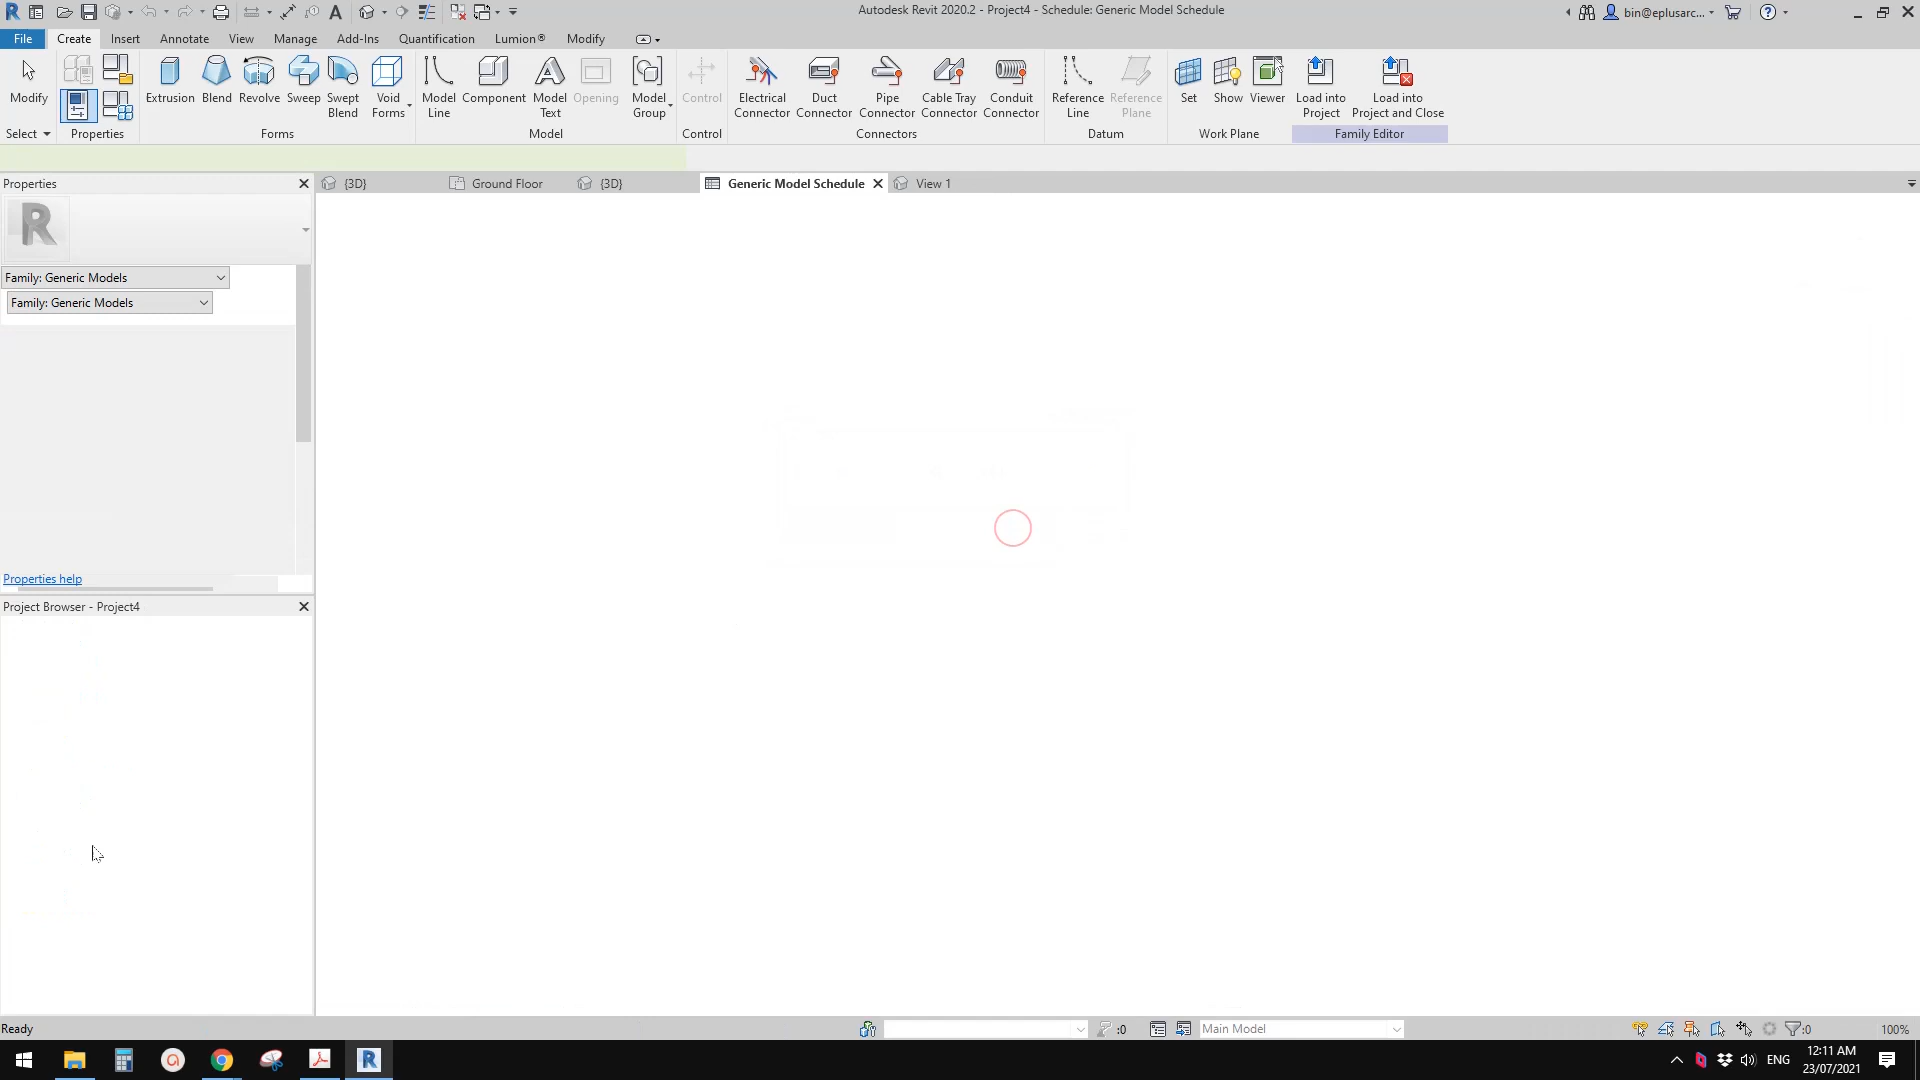 Autodesk Revit 2020.2 - Project4 - Schedule: Generic Model Schedule
bin@eplusarc...
File Create Insert Annotate View Manage Add-Ins Quantification Lumion® Modify
Modify
Extrusion Blend Revolve Sweep Swept Blend Void Forms
Model Line Component Model Text Opening Model Group
Control
Electrical Connector Duct Connector Pipe Connector Cable Tray Connector Conduit Connector
Reference Line Reference Plane
Set Show Viewer
Load into Project Load into Project and Close
Select Properties Forms Model Control Connectors Datum Work Plane Family Editor
Properties
{3D} Ground Floor {3D} Generic Model Schedule View 1
Family: Generic Models
Family: Generic Models
Properties help
Project Browser - Project4
Ready
:0
Main Model
:0
100%
ENG
12:11 AM
23/07/2021